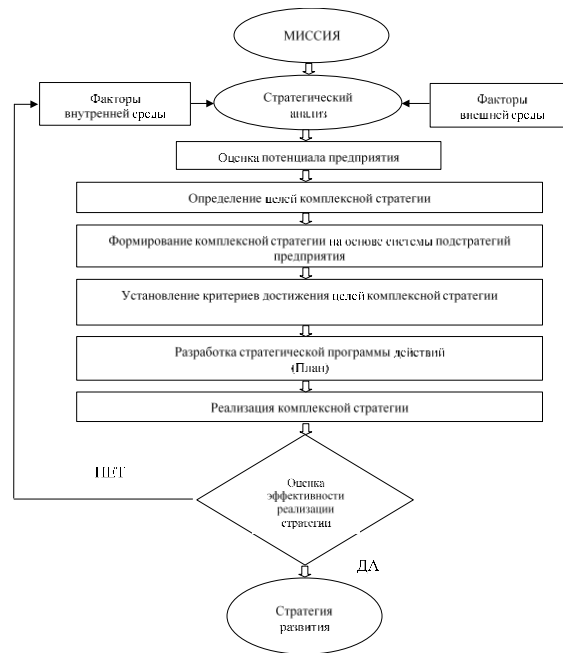 МИССИЯ
Факторы
внутренней среды
Стратегический
анализ
Факторы
внешней среды
Оценка потенциала предприятия
Определение целей комплексной стратегии
Формирование комплексной стратегии на основе системы подстратегий
предприятия
Установление критериев достижения целей комплексной стратегии
Разработка стратегической программы действий
(План)
Реализация комплексной стратегии
НЕТ
Оценка
эффективности
реализации
стратегии
ДА
Стратегия
развития